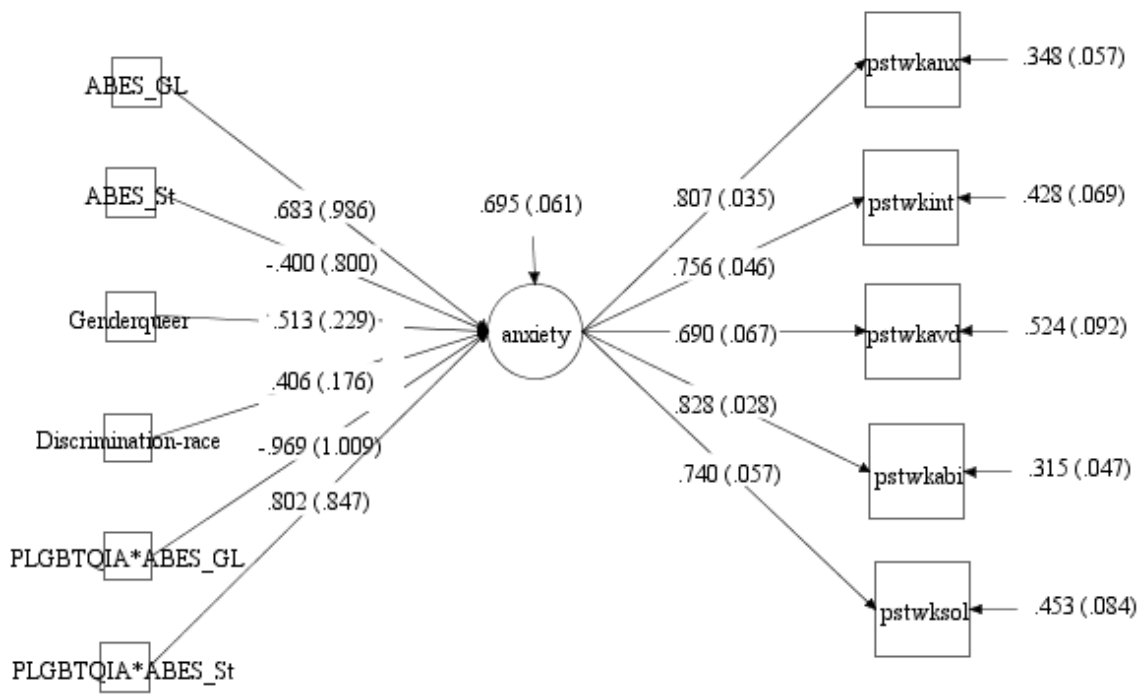 ABES_GL
ABES_St
Genderqueer
Discrimination-race
PLGBTQIA*ABES_GL
PLGBTQIA*ABES_St
.683 (.986)
-.400 (.800)
.513 (.229)
.406 (.176)
-.969 (1.009)
.802 (.847)
.695 (.061)
anxiety
.807 (.035)
.756 (.046)
.690 (.067)
.828 (.028)
.740 (.057)
pstwkanx
pstwkint
pstwkavd
pstwkabi
pstwksol
.348 (.057)
.428 (.069)
.524 (.092)
.315 (.047)
.453 (.084)